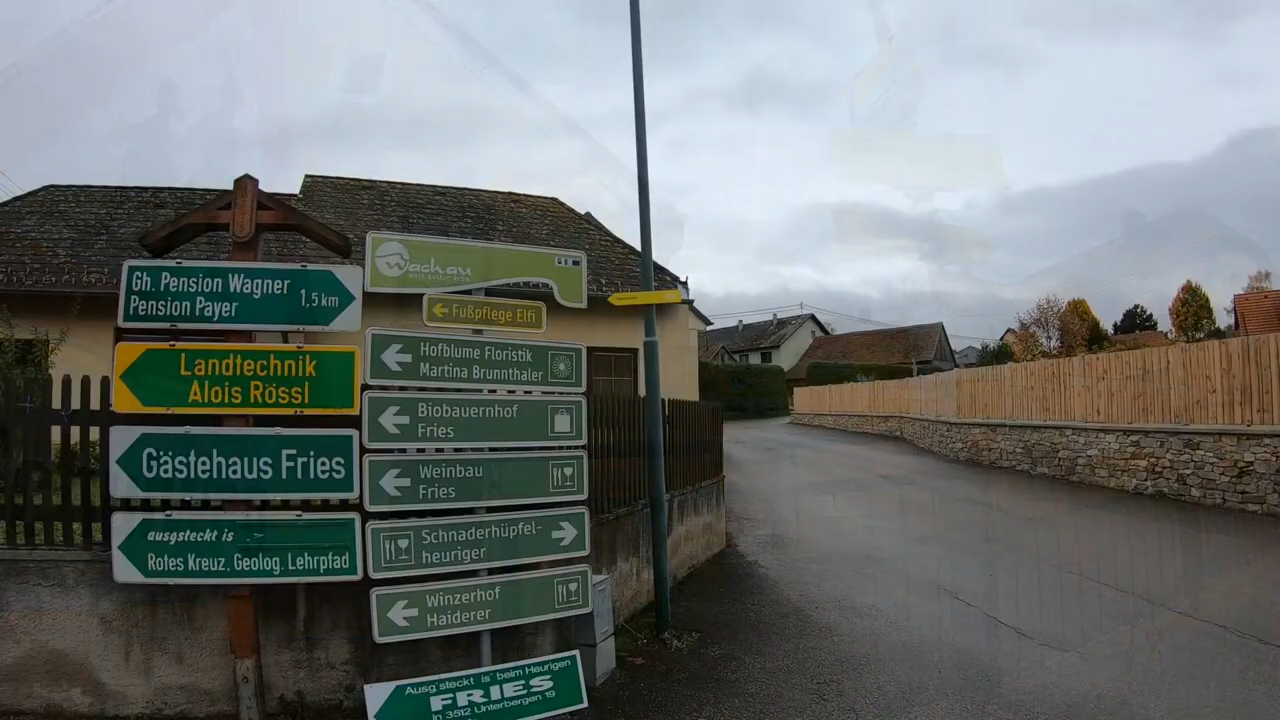 Gh. Pension Wagner
Pension Payer
1,5 km
Landtechnik
Alois Rössl
Gästehaus Fries
ausgsteckt is
Rotes Kreuz, Geolog. Lehrpfad
Wachau
Fußpflege Elfi
Hofblume Floristik
Martina Brunnthaler
Biobauernhof
Fries
Weinbau
Fries
Schnaderhüpfel-
heuriger
Winzerhof
Haiderer
Ausg'steckt is' beim Heurigen
FRIES
in 3512 Unterbergen 19